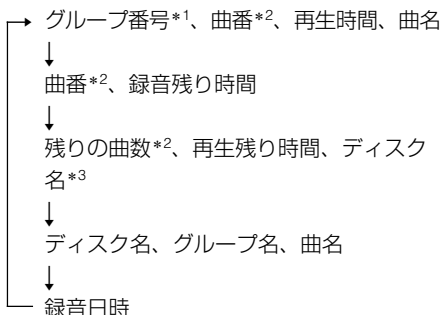 グループ番号*1、曲番*2、再生時間、曲名
曲番*2、録音残り時間
残りの曲数*2、再生残り時間、ディスク
名*3
ディスク名、グループ名、曲名
録音日時